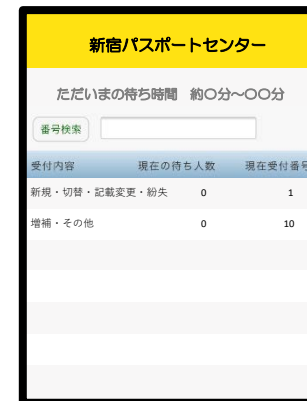 新宿パスポートセンター
ただいまの待ち時間　約〇分～〇〇分
番号検索
受付内容　現在の待ち人数　現在受付番号
新規・切替・記載変更・紛失　0　1
増補・その他　0　10